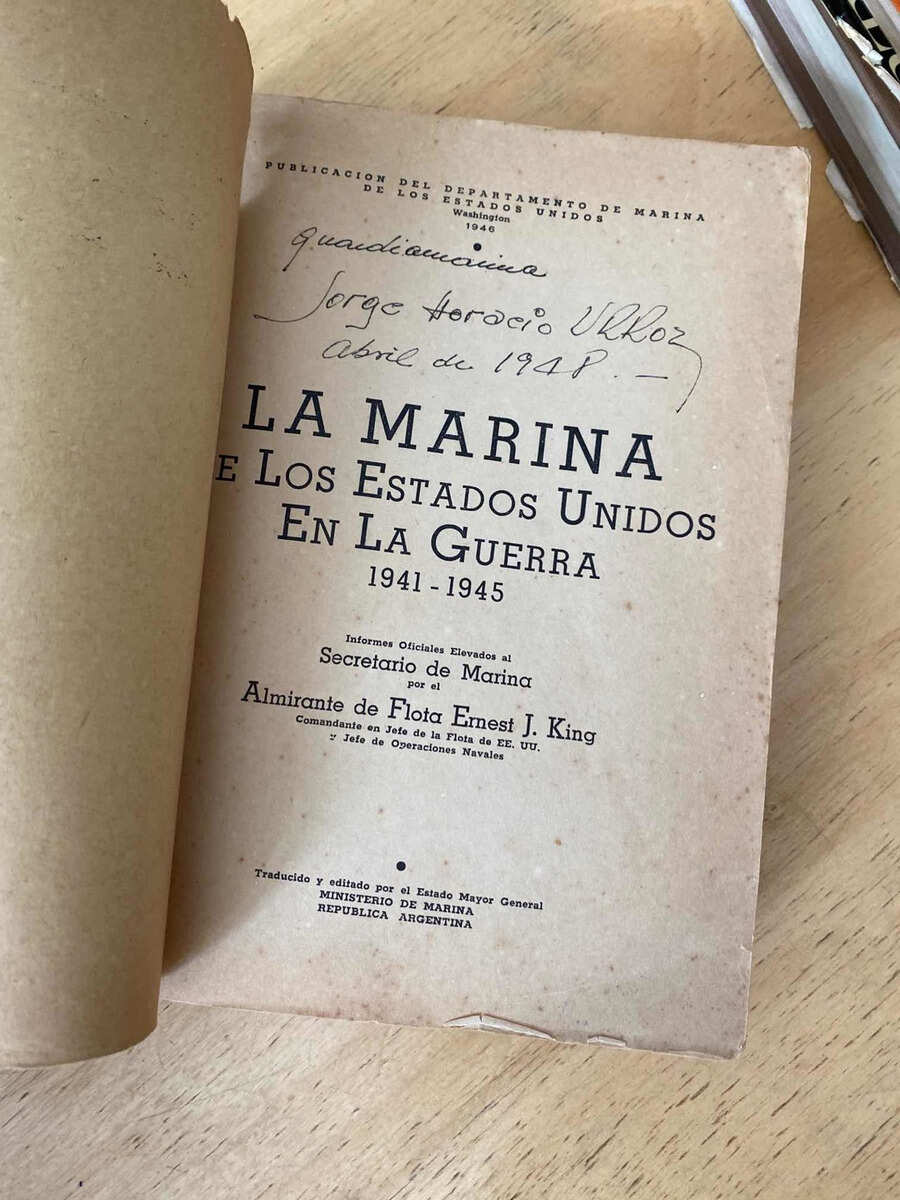 PUBLICACION DEL DEPARTAMENTO DE MARINA
DE LOS ESTADOS UNIDOS
Washington
1946
guardiamarina
Jorge Horacio URRoz
abril de 1948.—
LA MARINA
E LOS ESTADOS UNIDOS
EN LA GUERRA
1941 - 1945
Informes Oficiales Elevados al
Secretario de Marina
por el
Almirante de Flota Ernest J. King
Comandante en Jefe de la Flota de EE. UU.
y Jefe de Operaciones Navales
Traducido y editado por el Estado Mayor General
MINISTERIO DE MARINA
REPUBLICA ARGENTINA